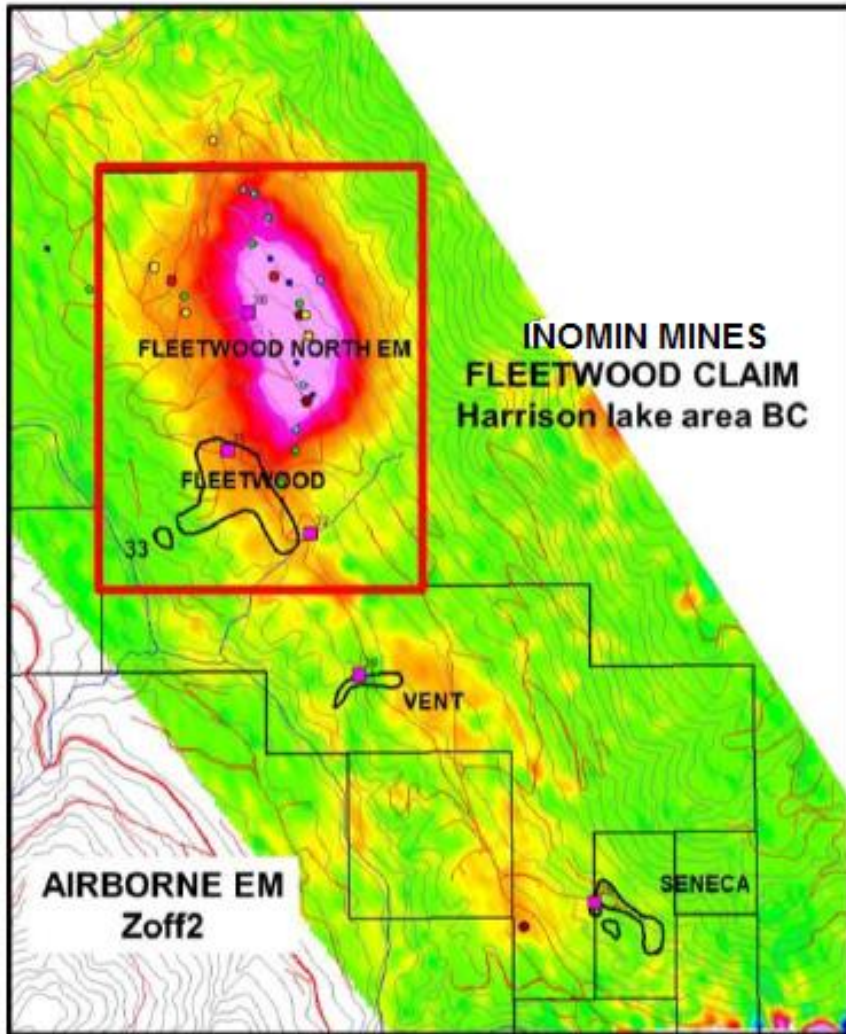 INOMIN MINES
FLEETWOOD CLAIM
Harrison lake area BC
FLEETWOOD NORTH EM
FLEETWOOD
33
VENT
SENECA
AIRBORNE EM
Zoff2